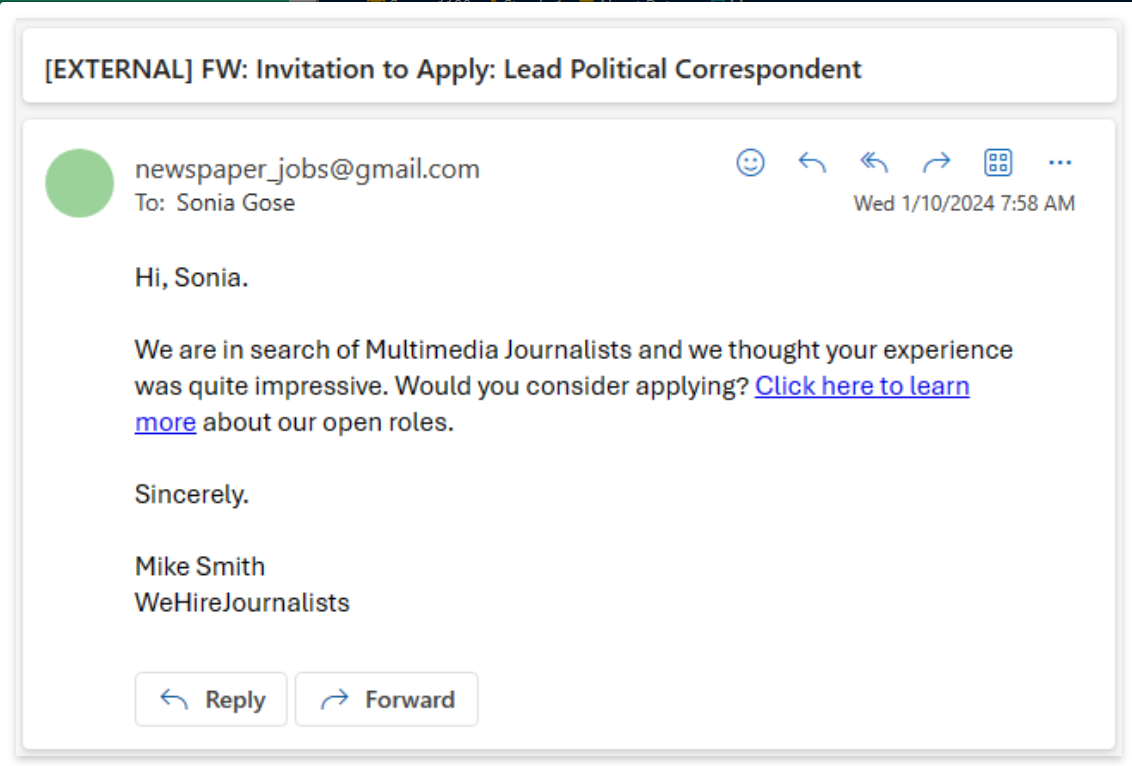 [EXTERNAL] FW: Invitation to Apply: Lead Political Correspondent
newspaper_jobs@gmail.com
To: Sonia Gose
Wed 1/10/2024 7:58 AM
Hi, Sonia.
We are in search of Multimedia Journalists and we thought your experience
was quite impressive. Would you consider applying? Click here to learn
more about our open roles.
Sincerely.
Mike Smith
WeHireJournalists
Reply
Forward